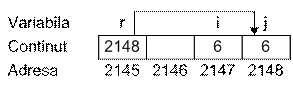 Variabila r i j
Continut 2148 6 6
Adresa 2145 2146 2147 2148